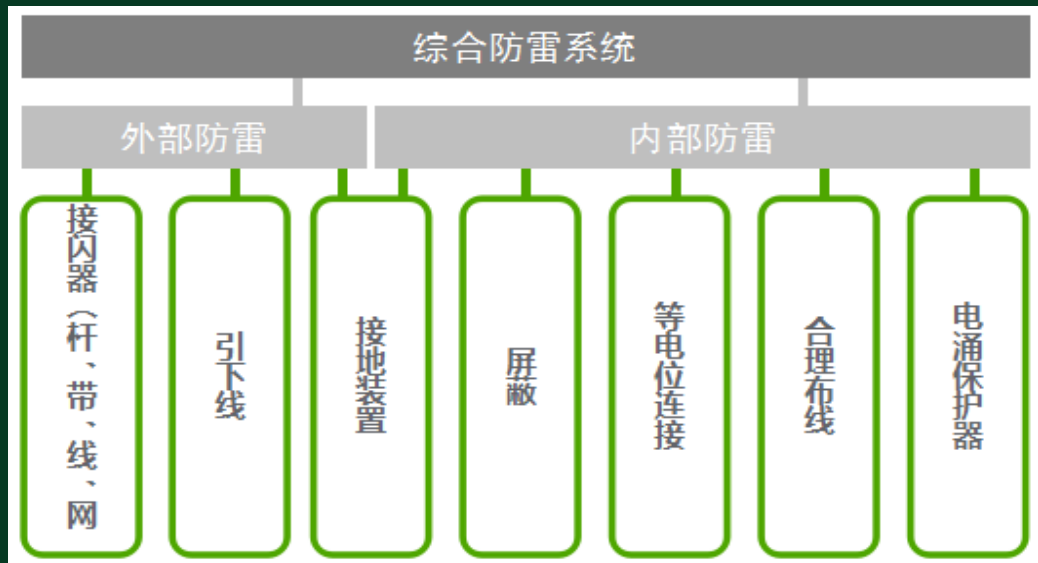 综合防雷系统
外部防雷
内部防雷
接闪器（杆、带、线、网
引下线
接地装置
屏蔽
等电位连接
合理布线
电涌保护器